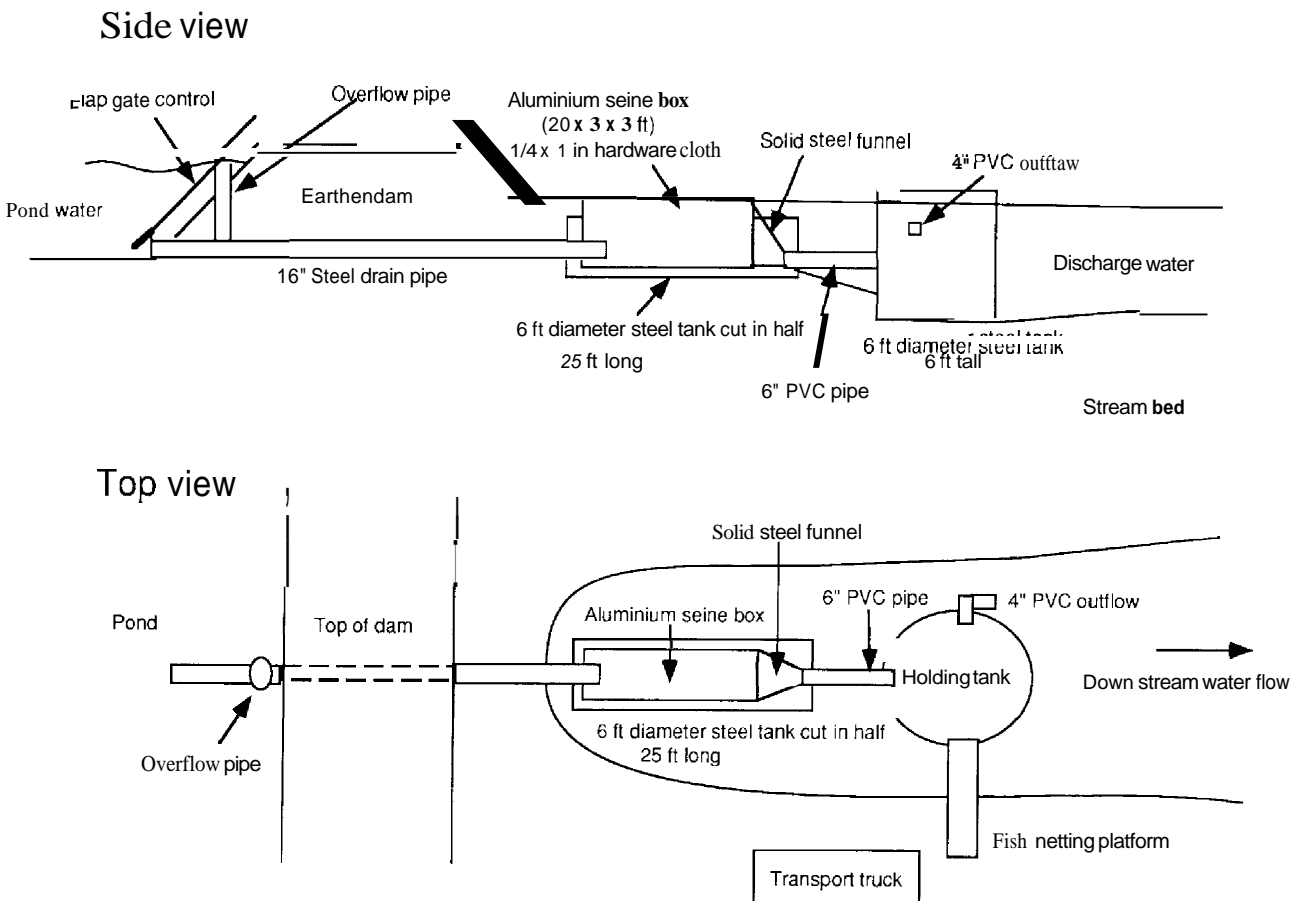 Side view
Flap gate control
Overflow pipe
Aluminium seine box
(20 x 3 x 3 ft)
1/4 x 1 in hardware cloth
Solid steel funnel
4" PVC outftaw
Pond water
Earthendam
16" Steel drain pipe
Discharge water
6 ft diameter steel tank cut in half
25 ft long
6 ft diameter steel tank
6 ft tall
6" PVC pipe
Stream bed
Top view
Solid steel funnel
Pond
Top of dam
Aluminium seine box
6" PVC pipe
4" PVC outflow
Holding tank
Down stream water flow
6 ft diameter steel tank cut in half
25 ft long
Overflow pipe
Fish netting platform
Transport truck